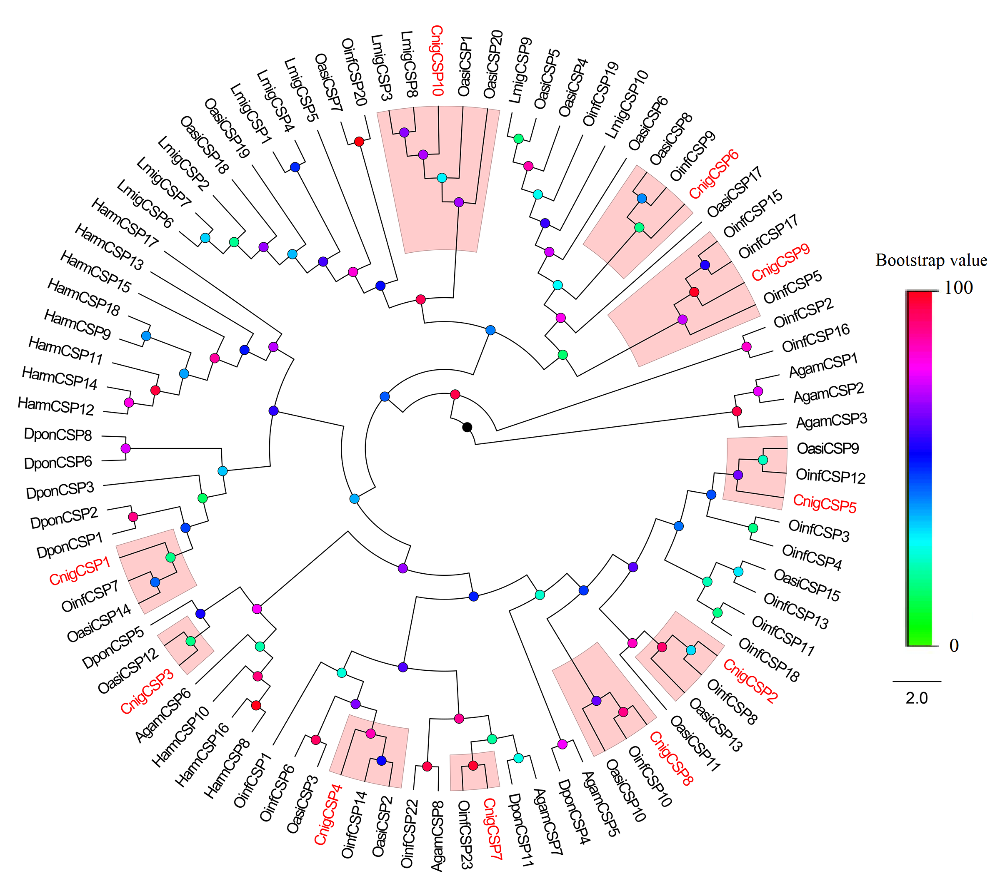 LmigCSP9
OasiCSP5
OasiCSP4
OinfCSP19
LmigCSP10
OasiCSP6
OasiCSP8
OinfCSP9
CnigCSP6
OasiCSP17
OinfCSP15
OinfCSP17
CnigCSP9
OinfCSP5
OinfCSP2
OinfCSP16
AgamCSP1
AgamCSP2
AgamCSP3
OasiCSP9
OinfCSP12
CnigCSP5
OinfCSP3
OinfCSP4
OasiCSP15
OinfCSP13
OinfCSP11
OinfCSP18
CnigCSP2
OinfCSP8
OasiCSP13
OasiCSP11
CnigCSP8
OinfCSP10
OasiCSP10
AgamCSP5
DponCSP4
AgamCSP7
DponCSP11
CnigCSP7
OinfCSP23
AgamCSP8
OinfCSP22
OasiCSP2
OinfCSP14
CnigCSP4
OasiCSP3
OinfCSP6
OinfCSP1
HarmCSP8
HarmCSP16
HarmCSP10
AgamCSP6
CnigCSP3
OasiCSP12
DponCSP5
OasiCSP14
OinfCSP7
CnigCSP1
DponCSP1
DponCSP2
DponCSP3
DponCSP6
DponCSP8
HarmCSP12
HarmCSP14
HarmCSP11
HarmCSP9
HarmCSP18
HarmCSP15
HarmCSP13
HarmCSP17
LmigCSP6
LmigCSP7
LmigCSP2
OasiCSP18
OasiCSP19
LmigCSP1
LmigCSP4
LmigCSP5
OasiCSP7
OinfCSP20
LmigCSP3
LmigCSP8
CnigCSP10
OasiCSP1
OasiCSP20
Bootstrap value
100
0
2.0